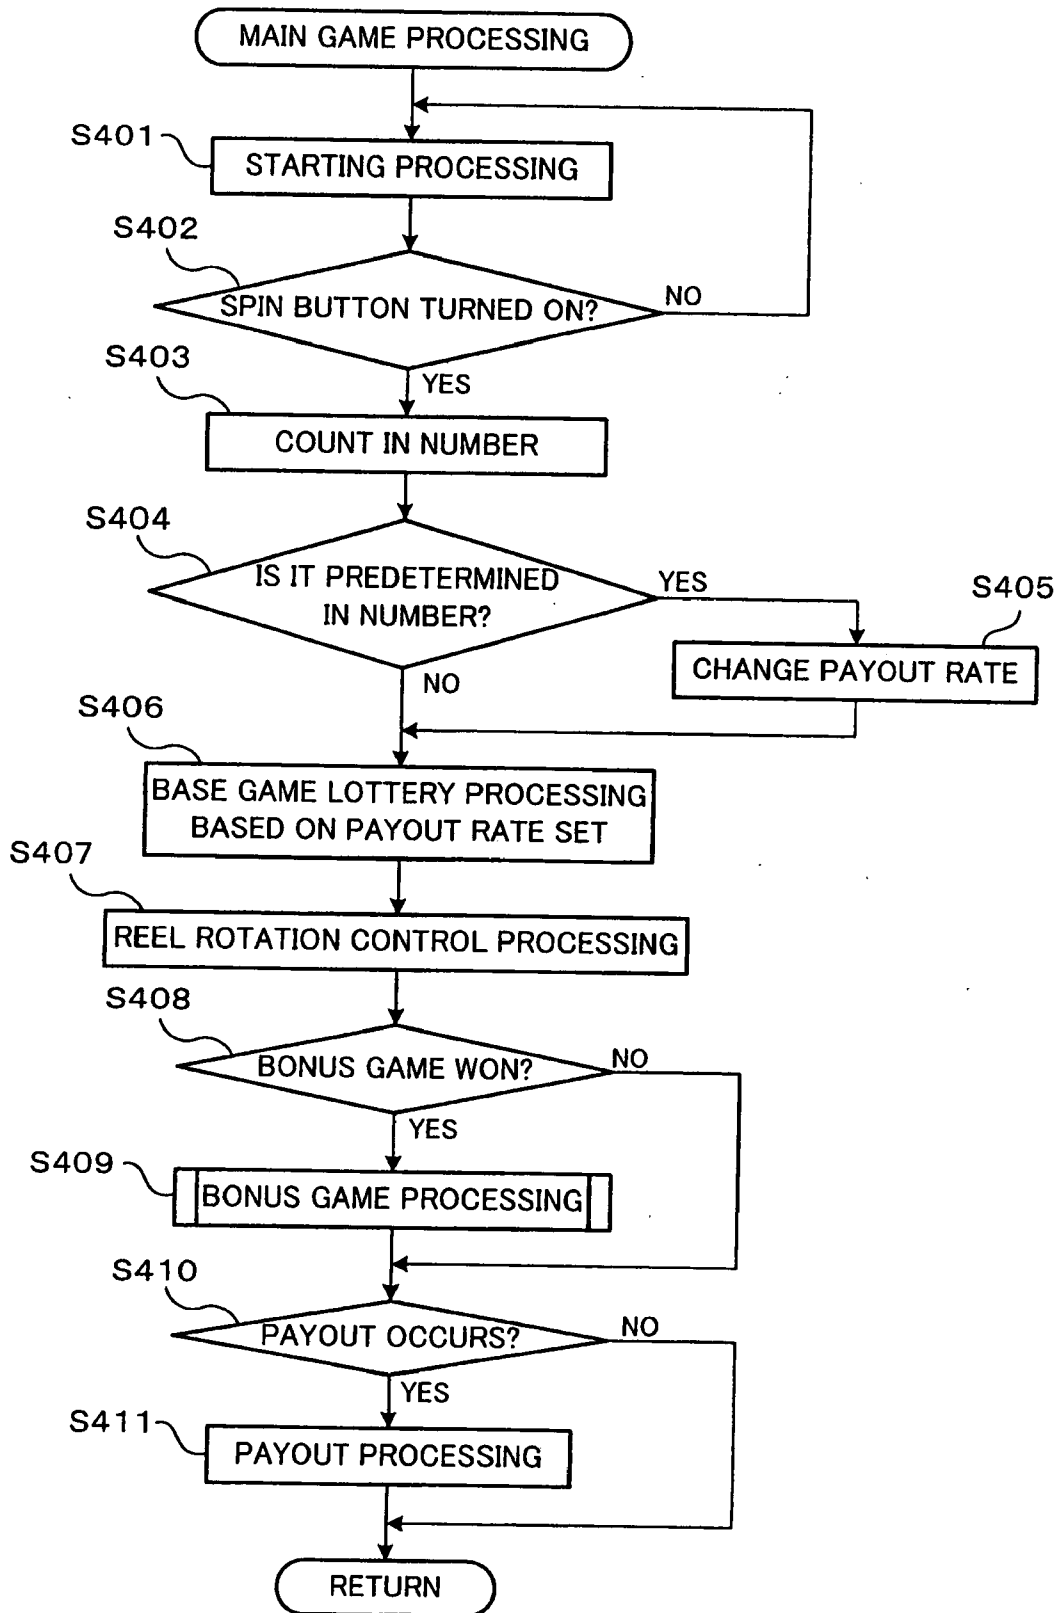 MAIN GAME PROCESSING
S401
STARTING PROCESSING
S402
SPIN BUTTON TURNED ON?
NO
YES
S403
COUNT IN NUMBER
S404
IS IT PREDETERMINED
IN NUMBER?
YES
S405
CHANGE PAYOUT RATE
NO
S406
BASE GAME LOTTERY PROCESSING
BASED ON PAYOUT RATE SET
S407
REEL ROTATION CONTROL PROCESSING
S408
BONUS GAME WON?
NO
YES
S409
BONUS GAME PROCESSING
S410
PAYOUT OCCURS?
NO
YES
S411
PAYOUT PROCESSING
RETURN